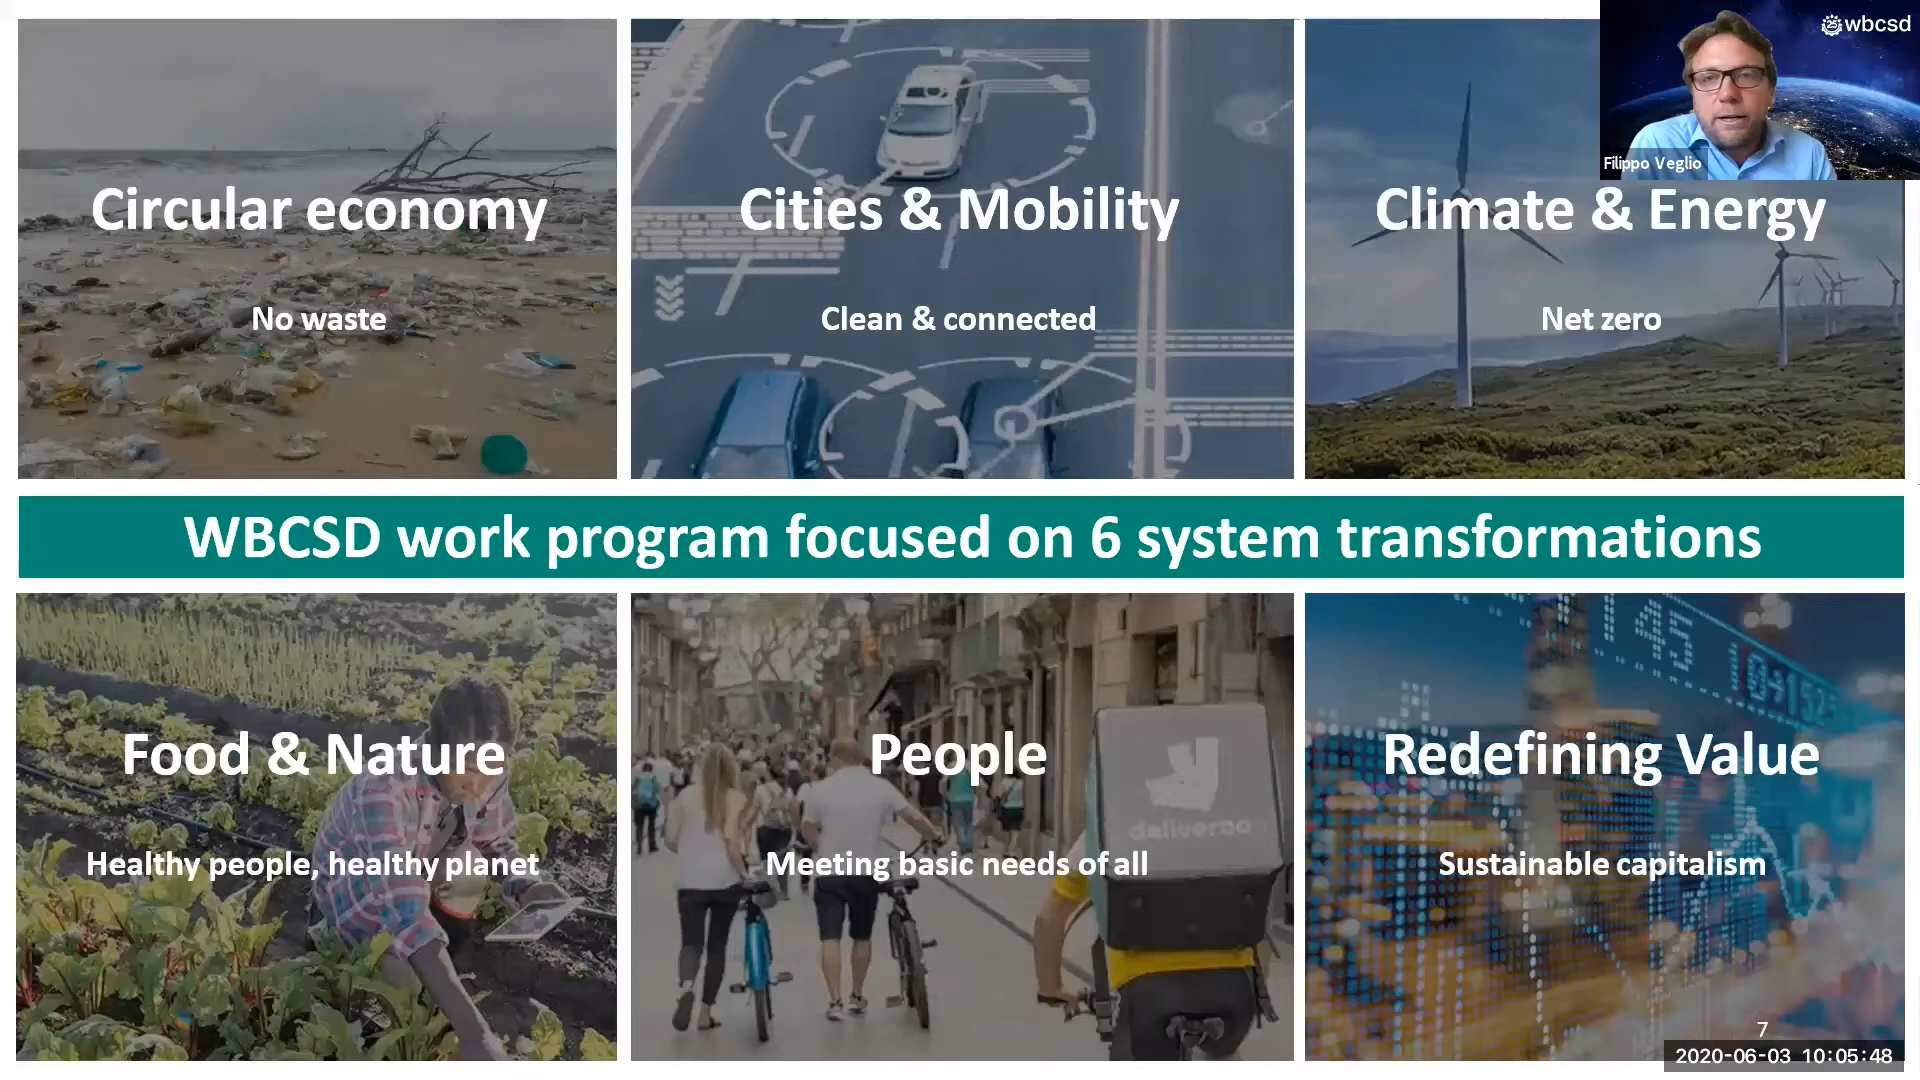 wbcsd
Filippo Veglio
Circular economy
No waste
Cities & Mobility
Clean & connected
Climate & Energy
Net zero
WBCSD work program focused on 6 system transformations
Food & Nature
Healthy people, healthy planet
People
deliveroo
Meeting basic needs of all
Redefining Value
Sustainable capitalism
7
2020-06-03 10:05:48